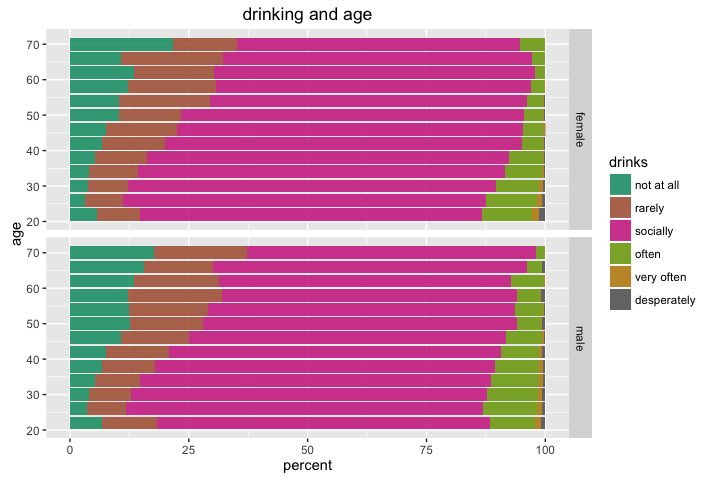 drinking and age
70
60
50
40
30
20
female
70
60
50
40
30
20
male
age
0
25
50
75
100
percent
drinks
not at all
rarely
socially
often
very often
desperately